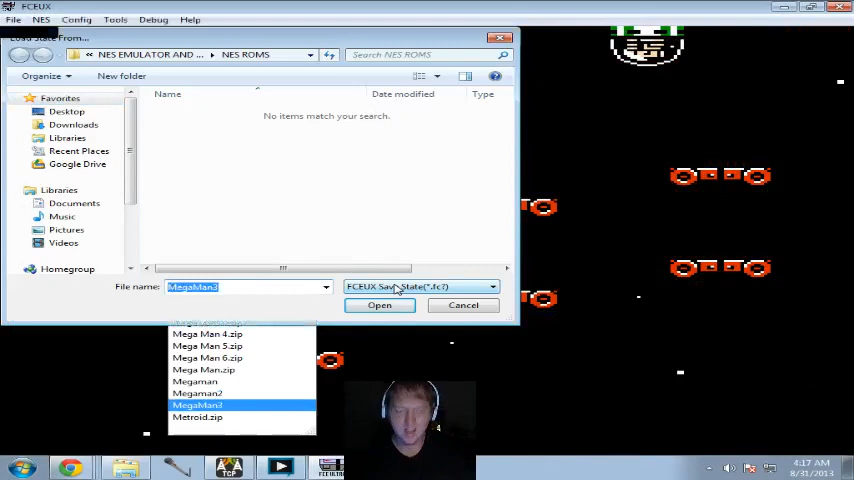 FCEUX
File NES Config Tools Debug Help
Load State From...
NES EMULATOR AND ... NES ROMS Search NES ROMS
Organize New folder
Favorites
Desktop
Downloads
Libraries
Recent Places
Google Drive
Libraries
Documents
Music
Pictures
Videos
Homegroup
Name Date modified Type
No items match your search.
File name: MegaMan3 FCEUX Save State(*.fc?)
Open Cancel
Mega Man 4.zip
Mega Man 5.zip
Mega Man 6.zip
Mega Man.zip
Megaman
Megaman2
MegaMan3
Metroid.zip
4
TCP
4:17 AM
8/31/2013